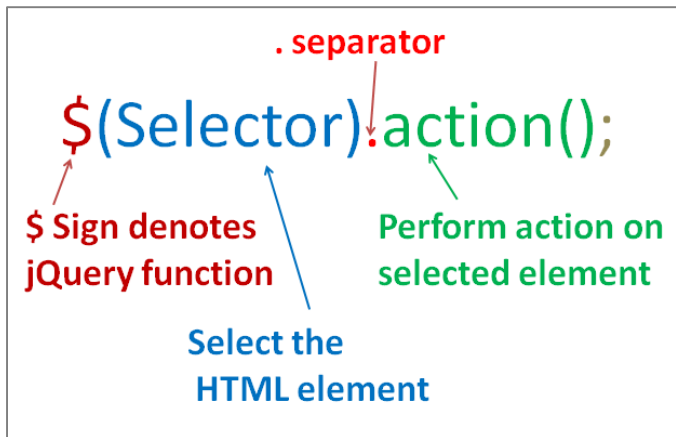 . separator
$(Selector).action();
$ Sign denotes
jQuery function
Perform action on
selected element
Select the
HTML element